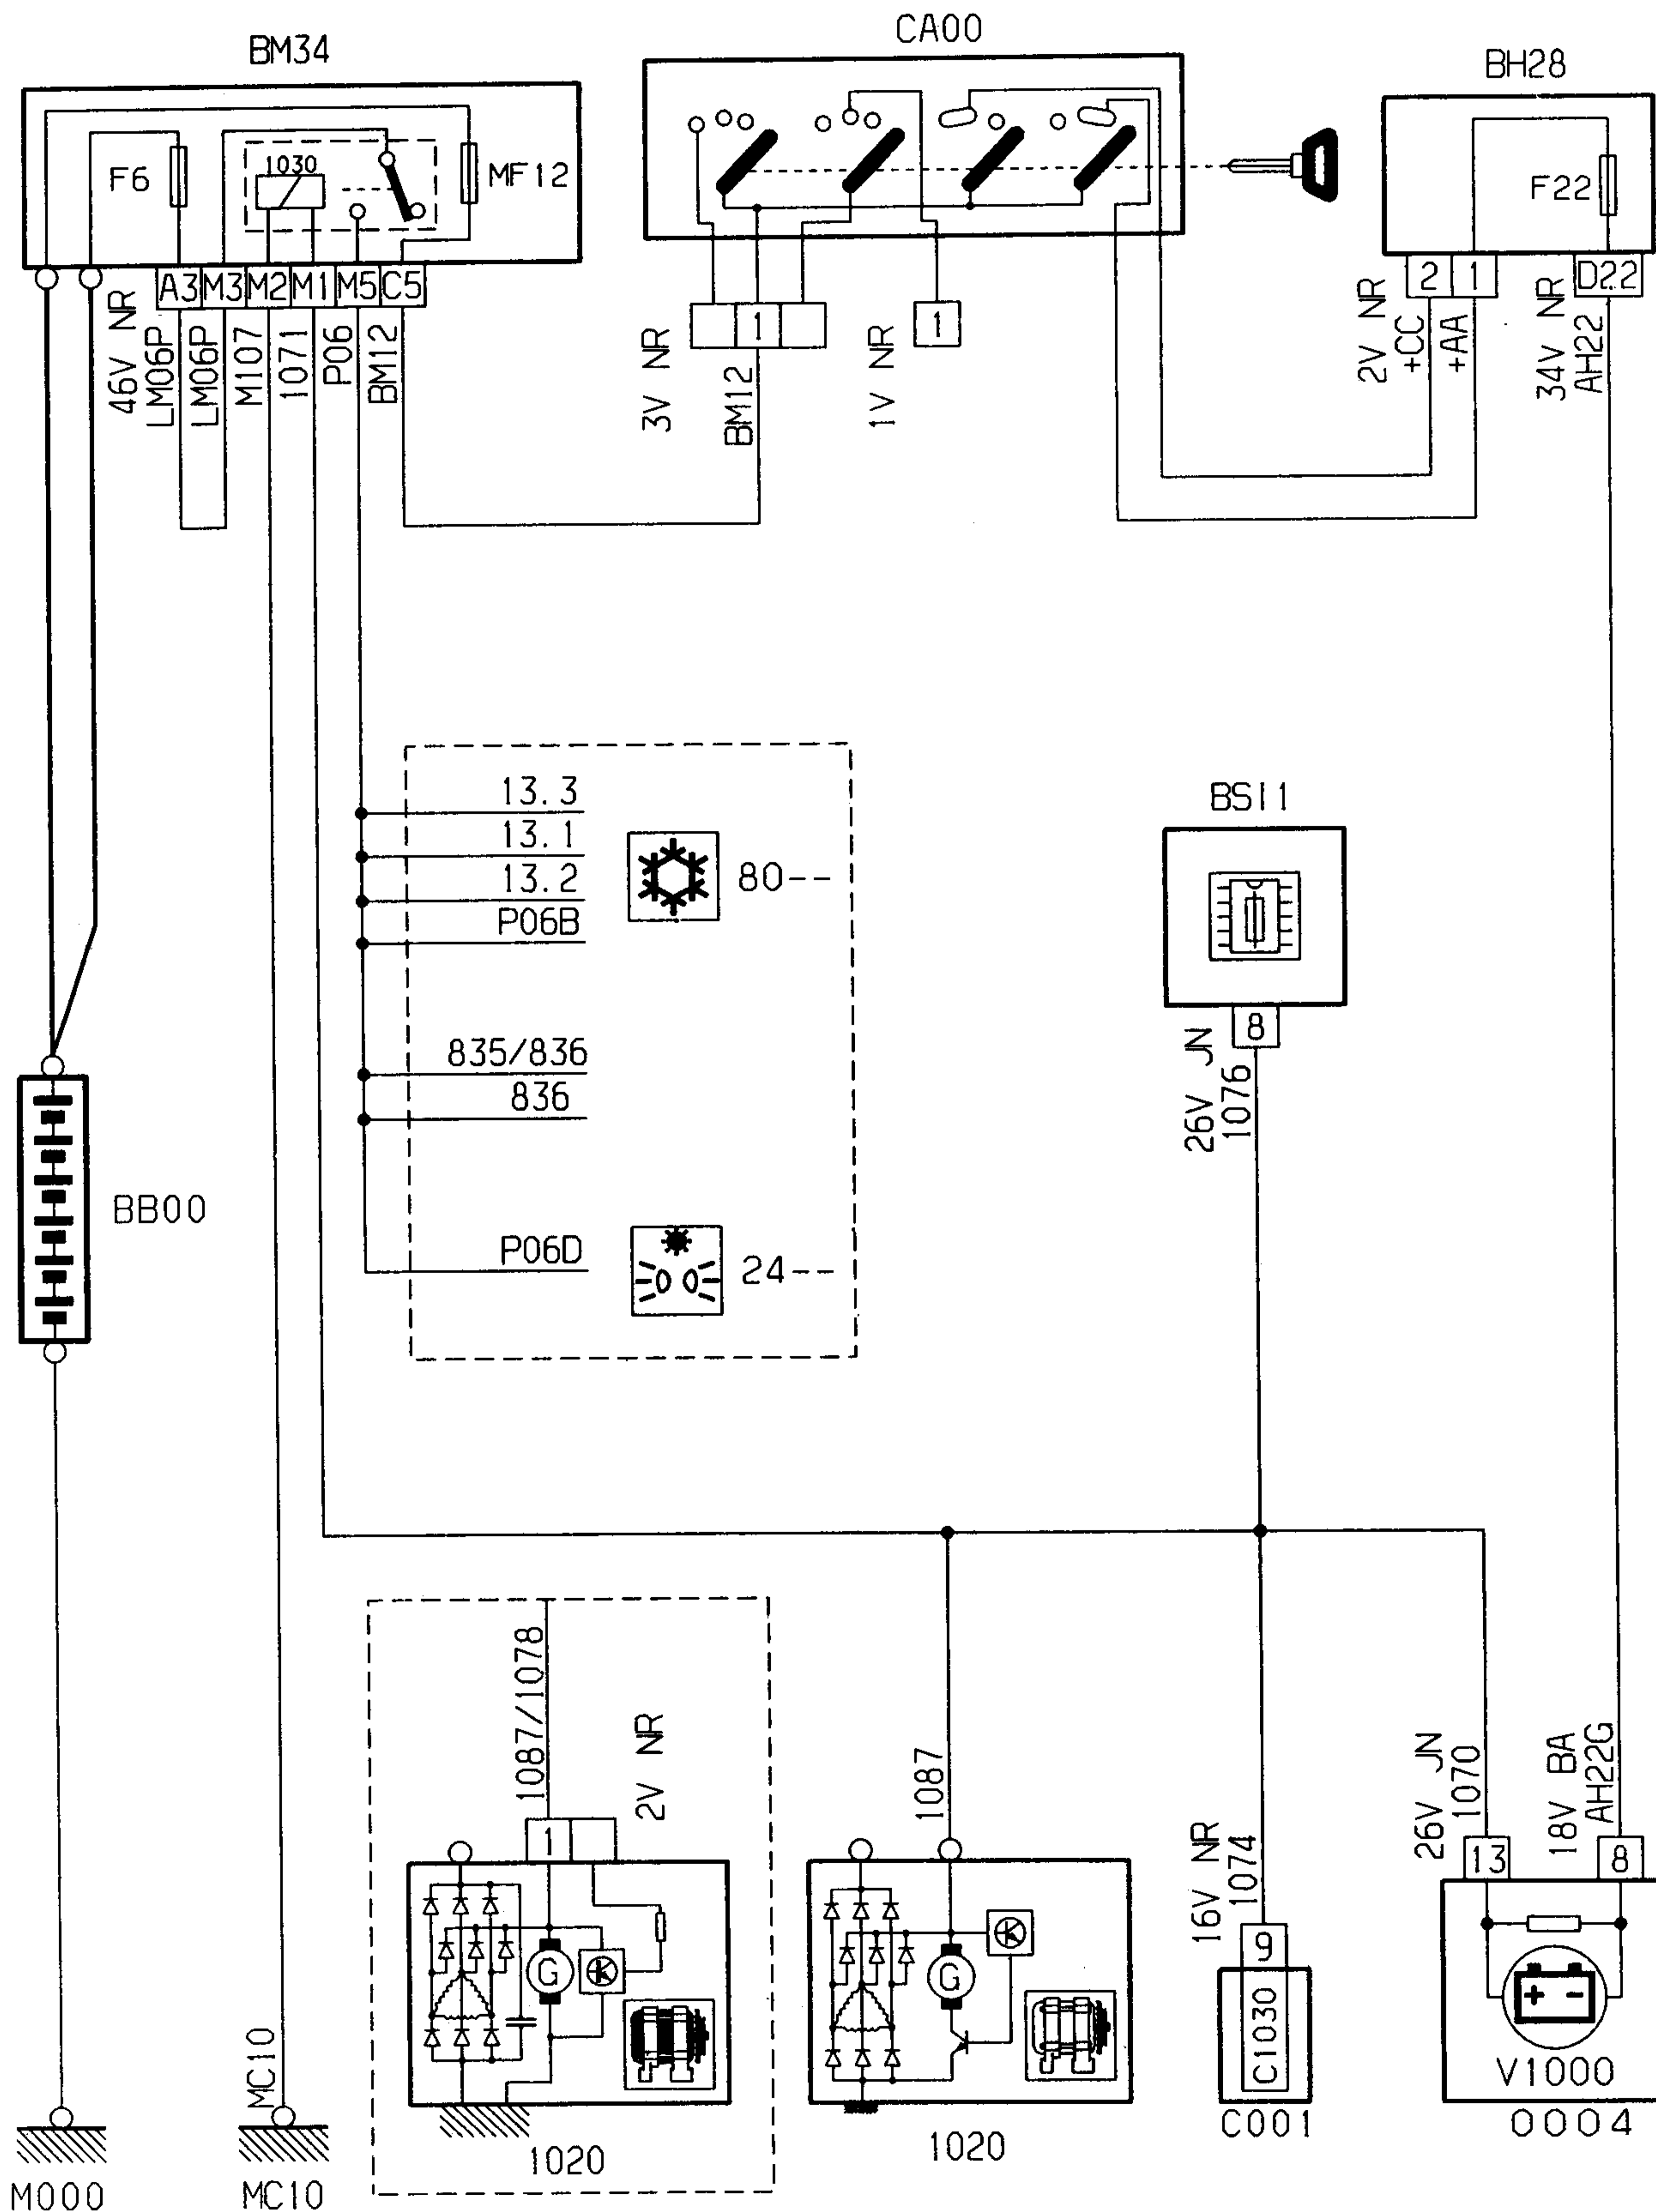 BM34
CA00
BH28
F6
1030
MF12
F22
A3 M3 M2 M1 M5 C5
1
1
2 1
D22
46V NR
LM06P
LM06P
M107
1071
P06
BM12
3V NR
BM12
1V NR
2V NR
+CC
+AA
34V NR
AH22
13.3
13.1
13.2
P06B
80--
835/836
836
P06D
24--
BSI1
8
26V JN
1076
BB00
1087/1078
2V NR
1
G
1020
1087
G
1020
16V NR
1074
9
C1030
C001
26V JN
1070
18V BA
AH22G
13
8
+ -
V1000
0004
MC10
M000
MC10